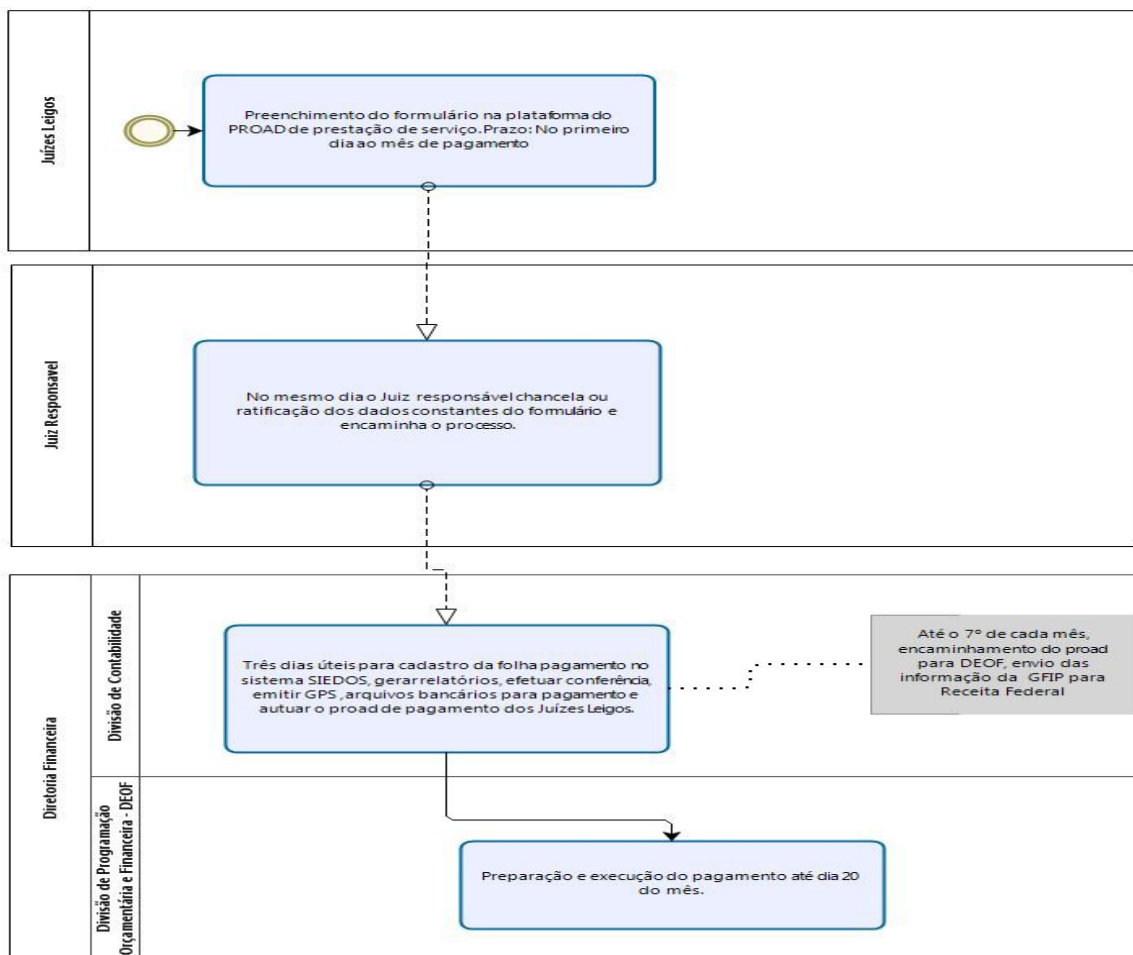 Juízes Leigos
Preenchimento do formulário na plataforma do
PROAD de prestação de serviço. Prazo: No primeiro
dia ao mês de pagamento
Juiz Responsavel
No mesmo dia o Juiz responsável chancela ou
ratificação dos dados constantes do formulário e
encaminha o processo.
Diretoria Financeira
Divisão de Contabilidade
Três dias úteis para cadastro da folha pagamento no
sistema SIEDOS, gerar relatórios, efetuar conferência,
emitir GPS , arquivos bancários para pagamento e
autuar o proad de pagamento dos Juízes Leigos.
Até o 7º de cada mês,
encaminhamento do proad
para DEOF, envio das
informação da GFIP para
Receita Federal
Divisão de Programação
Orçamentária e Financeira - DEOF
Preparação e execução do pagamento até dia 20
do mês.